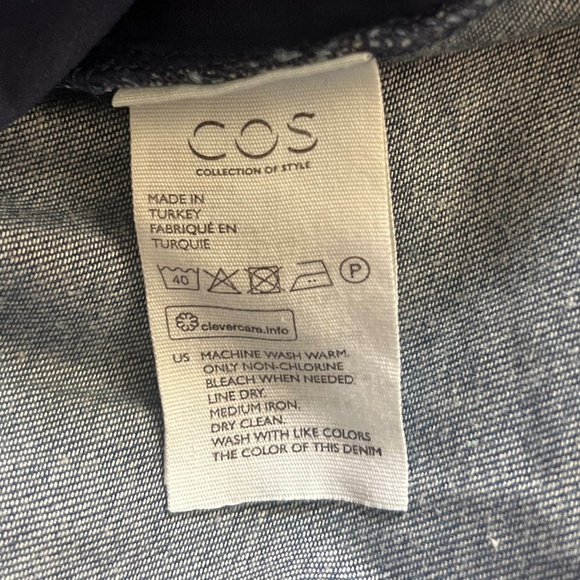 COS
COLLECTION OF STYLE
MADE IN
TURKEY
FABRIQUÉ EN
TURQUIE
40
P
clevercare.info
US MACHINE WASH WARM.
ONLY NON-CHLORINE
BLEACH WHEN NEEDED.
LINE DRY.
MEDIUM IRON.
DRY CLEAN.
WASH WITH LIKE COLORS
THE COLOR OF THIS DENIM